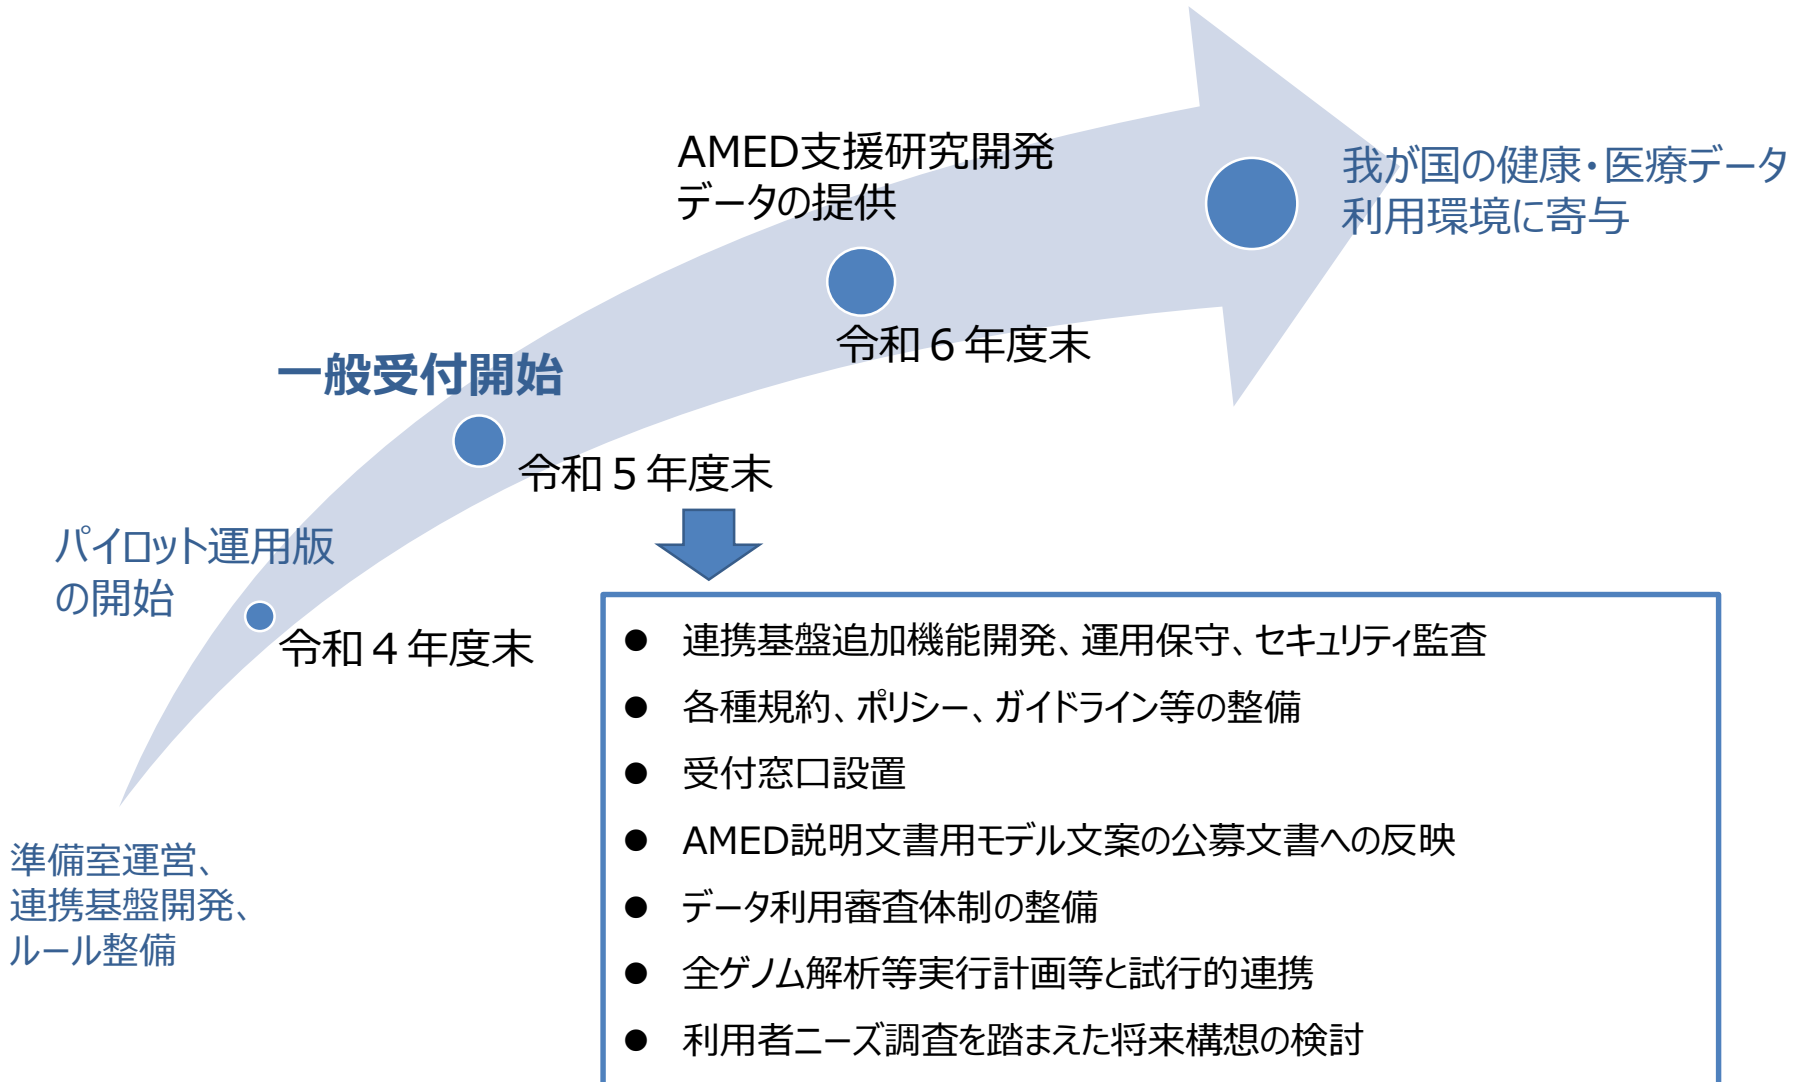 AMED支援研究開発
データの提供
我が国の健康・医療データ
利用環境に寄与
令和６年度末
一般受付開始
令和５年度末
パイロット運用版
の開始
令和４年度末
準備室運営、
連携基盤開発、
ルール整備
● 連携基盤追加機能開発、運用保守、セキュリティ監査
● 各種規約、ポリシー、ガイドライン等の整備
● 受付窓口設置
● AMED説明文書用モデル文案の公募文書への反映
● データ利用審査体制の整備
● 全ゲノム解析等実行計画等と試行的連携
● 利用者ニーズ調査を踏まえた将来構想の検討